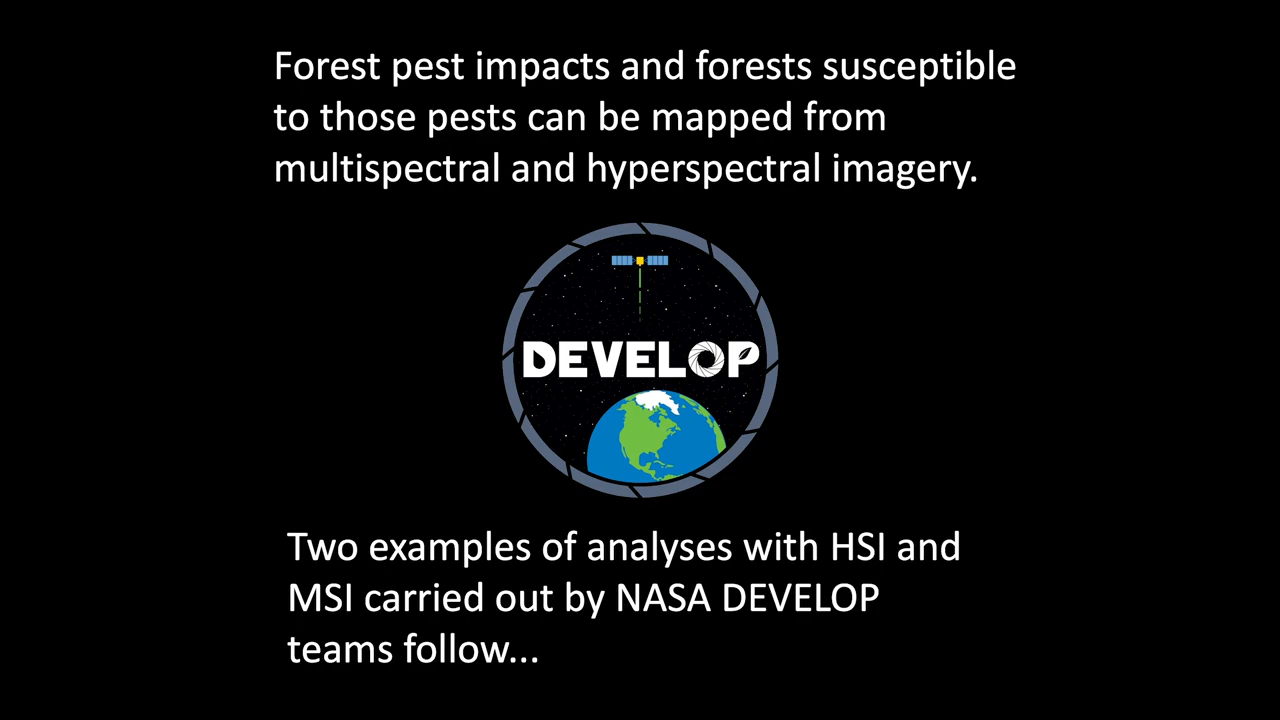 Forest pest impacts and forests susceptible
to those pests can be mapped from
multispectral and hyperspectral imagery.
DEVELOP
Two examples of analyses with HSI and
MSI carried out by NASA DEVELOP
teams follow...